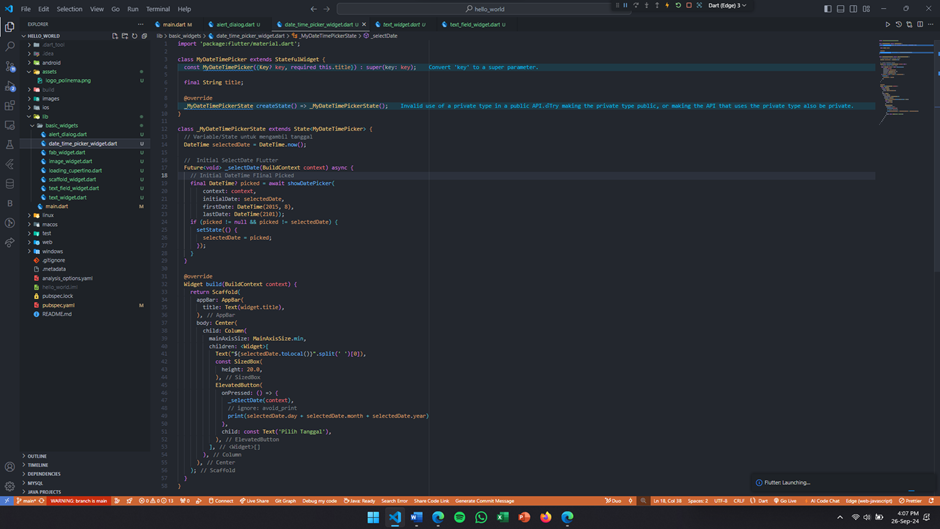 File Edit Selection View Go Run Terminal Help
hello_world
Dart (Edge) 3
EXPLORER
main.dart M
alert_dialog.dart U
date_time_picker_widget.dart U
text_widget.dart U
text_field_widget.dart U
HELLO_WORLD
lib > basic_widgets > date_time_picker_widget.dart > _MyDateTimePickerState > _selectDate
.dart_tool
.idea
android
assets
logo_polinema.png U
build
images
ios
lib
basic_widgets
alert_dialog.dart U
date_time_picker_widget.dart U
fab_widget.dart U
image_widget.dart U
loading_cupertino.dart U
scaffold_widget.dart U
text_field_widget.dart U
text_widget.dart U
main.dart M
linux
macos
test
web
windows
.gitignore
.metadata
analysis_options.yaml
hello_world.iml
pubspec.lock
pubspec.yaml M
README.md
OUTLINE
TIMELINE
DEPENDENCIES
MYSQL
JAVA PROJECTS
1 import 'package:flutter/material.dart';
2
3 class MyDateTimePicker extends StatefulWidget {
4 const MyDateTimePicker({Key? key, required this.title}) : super(key: key); Convert 'key' to a super parameter.
5
6 final String title;
7
8 @override
9 _MyDateTimePickerState createState() => _MyDateTimePickerState(); Invalid use of a private type in a public API. Try making the private type public, or making the API that uses the private type also be private.
10 }
11
12 class _MyDateTimePickerState extends State<MyDateTimePicker> {
13 // Variable/State untuk mengambil tanggal
14 DateTime selectedDate = DateTime.now();
15
16 // Initial SelectDate Flutter
17 Future<void> _selectDate(BuildContext context) async {
18 // Initial DateTime FIinal Picked
19 final DateTime? picked = await showDatePicker(
20 context: context,
21 initialDate: selectedDate,
22 firstDate: DateTime(2015, 8),
23 lastDate: DateTime(2101));
24 if (picked != null && picked != selectedDate) {
25 setState(() {
26 selectedDate = picked;
27 });
28 }
29 }
30
31 @override
32 Widget build(BuildContext context) {
33 return Scaffold(
34 appBar: AppBar(
35 title: Text(widget.title),
36 ), // AppBar
37 body: Center(
38 child: Column(
39 mainAxisSize: MainAxisSize.min,
40 children: <Widget>[
41 Text("${selectedDate.toLocal()}".split(' ')[0]),
42 const SizedBox(
43 height: 20.0,
44 ), // SizedBox
45 ElevatedButton(
46 onPressed: () => {
47 _selectDate(context),
48 // ignore: avoid_print
49 print(selectedDate.day + selectedDate.month + selectedDate.year)
50 },
51 child: const Text('Pilih Tanggal'),
52 ), // ElevatedButton
53 ], // <Widget>[]
54 ), // Column
55 ), // Center
56 ); // Scaffold
57 }
58 }
Flutter: Launching...
main* WARNING: branch is main 0 0 13 0 Connect Live Share Git Graph Debug my code Java: Ready Search Error Share Code Link Generate Commit Message Duo Ln 18, Col 38 Spaces: 2 UTF-8 CRLF Dart Go Live AI Code Chat Edge (web-javascript) Prettier
4:07 PM
26-Sep-24